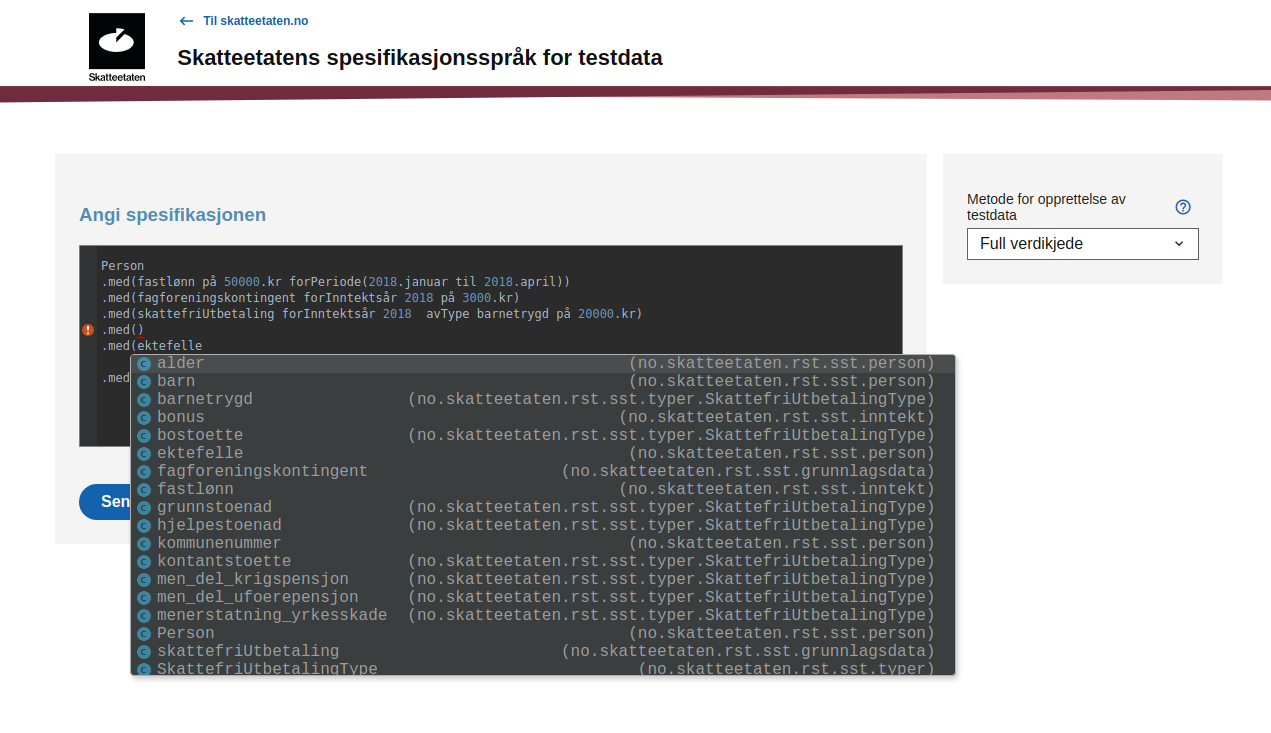 Til skatteetaten.no
Skatteetatens spesifikasjonsspråk for testdata
Skatteetaten
Angi spesifikasjonen
Person
.med(fastlønn på 50000.kr forPeriode(2018.januar til 2018.april))
.med(fagforeningskontingent forInntektsår 2018 på 3000.kr)
.med(skattefriUtbetaling forInntektsår 2018  avType barnetrygd på 20000.kr)
.med()
.med(ektefelle
.med
alder (no.skatteetaten.rst.sst.person)
barn (no.skatteetaten.rst.sst.person)
barnetrygd (no.skatteetaten.rst.sst.typer.SkattefriUtbetalingType)
bonus (no.skatteetaten.rst.sst.inntekt)
bostoette (no.skatteetaten.rst.sst.typer.SkattefriUtbetalingType)
ektefelle (no.skatteetaten.rst.sst.person)
fagforeningskontingent (no.skatteetaten.rst.sst.grunnlagsdata)
fastlønn (no.skatteetaten.rst.sst.inntekt)
grunnstoenad (no.skatteetaten.rst.sst.typer.SkattefriUtbetalingType)
hjelpestoenad (no.skatteetaten.rst.sst.typer.SkattefriUtbetalingType)
kommunenummer (no.skatteetaten.rst.sst.person)
kontantstoette (no.skatteetaten.rst.sst.typer.SkattefriUtbetalingType)
men_del_krigspensjon (no.skatteetaten.rst.sst.typer.SkattefriUtbetalingType)
men_del_ufoerepensjon (no.skatteetaten.rst.sst.typer.SkattefriUtbetalingType)
menerstatning_yrkesskade (no.skatteetaten.rst.sst.typer.SkattefriUtbetalingType)
Person (no.skatteetaten.rst.sst.person)
skattefriUtbetaling (no.skatteetaten.rst.sst.grunnlagsdata)
SkattefriUtbetalingType (no.skatteetaten.rst.sst.typer)
Sen
Metode for opprettelse av
testdata
Full verdikjede